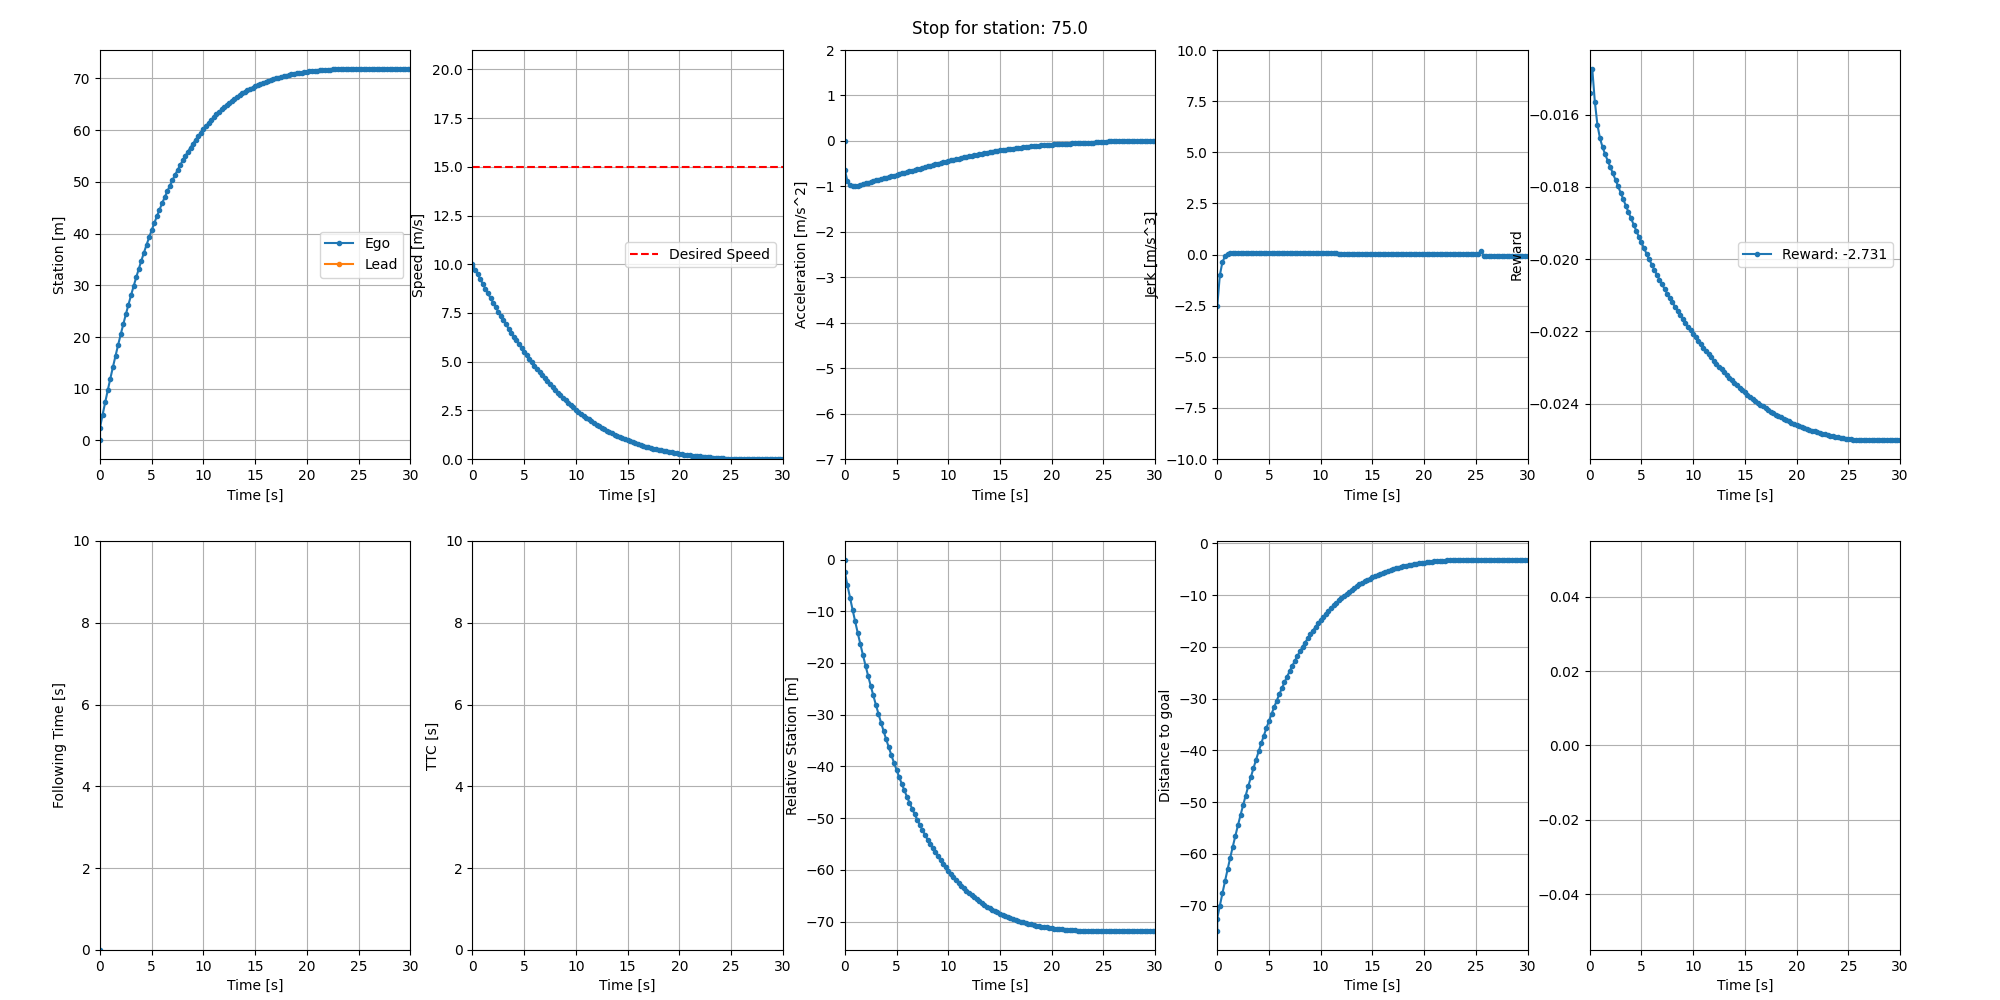 Stop for station: 75.0
Station [m]
70
60
50
40
30
20
10
0
Ego
Lead
0 5 10 15 20 25 30
Time [s]
Speed [m/s]
20.0
17.5
15.0
12.5
10.0
7.5
5.0
2.5
0.0
Desired Speed
0 5 10 15 20 25 30
Time [s]
Acceleration [m/s^2]
2
1
0
−1
−2
−3
−4
−5
−6
−7
0 5 10 15 20 25 30
Time [s]
Jerk [m/s^3]
10.0
7.5
5.0
2.5
0.0
−2.5
−5.0
−7.5
−10.0
0 5 10 15 20 25 30
Time [s]
Reward
−0.016
−0.018
−0.020
−0.022
−0.024
Reward: -2.731
0 5 10 15 20 25 30
Time [s]
Following Time [s]
10
8
6
4
2
0
0 5 10 15 20 25 30
Time [s]
TTC [s]
10
8
6
4
2
0
0 5 10 15 20 25 30
Time [s]
Relative Station [m]
0
−10
−20
−30
−40
−50
−60
−70
0 5 10 15 20 25 30
Time [s]
Distance to goal
0
−10
−20
−30
−40
−50
−60
−70
0 5 10 15 20 25 30
Time [s]
0.04
0.02
0.00
−0.02
−0.04
0 5 10 15 20 25 30
Time [s]